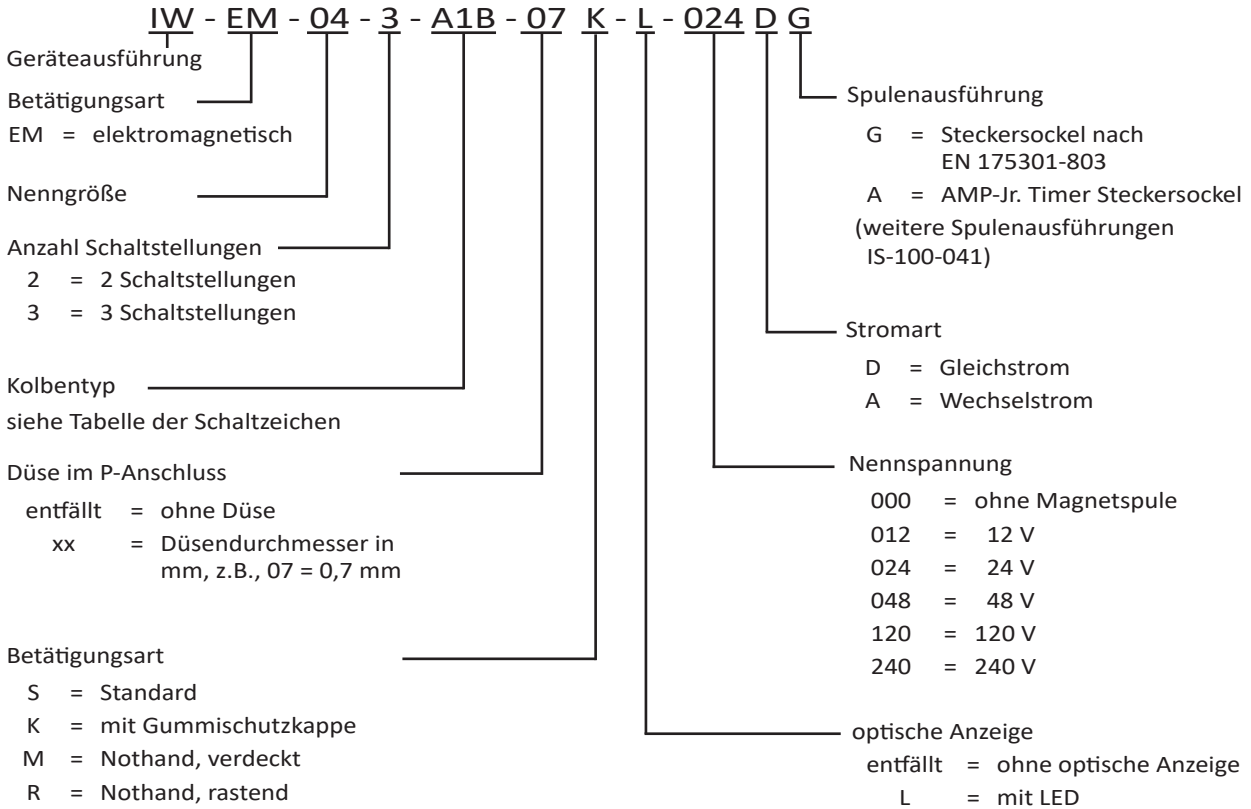 IW - EM - 04 - 3 - A1B - 07 K - L - 024 D G
Geräteausführung
Betätigungsart
EM = elektromagnetisch
Nenngröße
Anzahl Schaltstellungen
2 = 2 Schaltstellungen
3 = 3 Schaltstellungen
Kolbentyp
siehe Tabelle der Schaltzeichen
Düse im P-Anschluss
entfällt = ohne Düse
xx = Düsendurchmesser in
mm, z.B., 07 = 0,7 mm
Betätigungsart
S = Standard
K = mit Gummischutzkappe
M = Nothand, verdeckt
R = Nothand, rastend
Spulenausführung
G = Steckersockel nach
EN 175301-803
A = AMP-Jr. Timer Steckersockel
(weitere Spulenausführungen
IS-100-041)
Stromart
D = Gleichstrom
A = Wechselstrom
Nennspannung
000 = ohne Magnetspule
012 = 12 V
024 = 24 V
048 = 48 V
120 = 120 V
240 = 240 V
optische Anzeige
entfällt = ohne optische Anzeige
L = mit LED